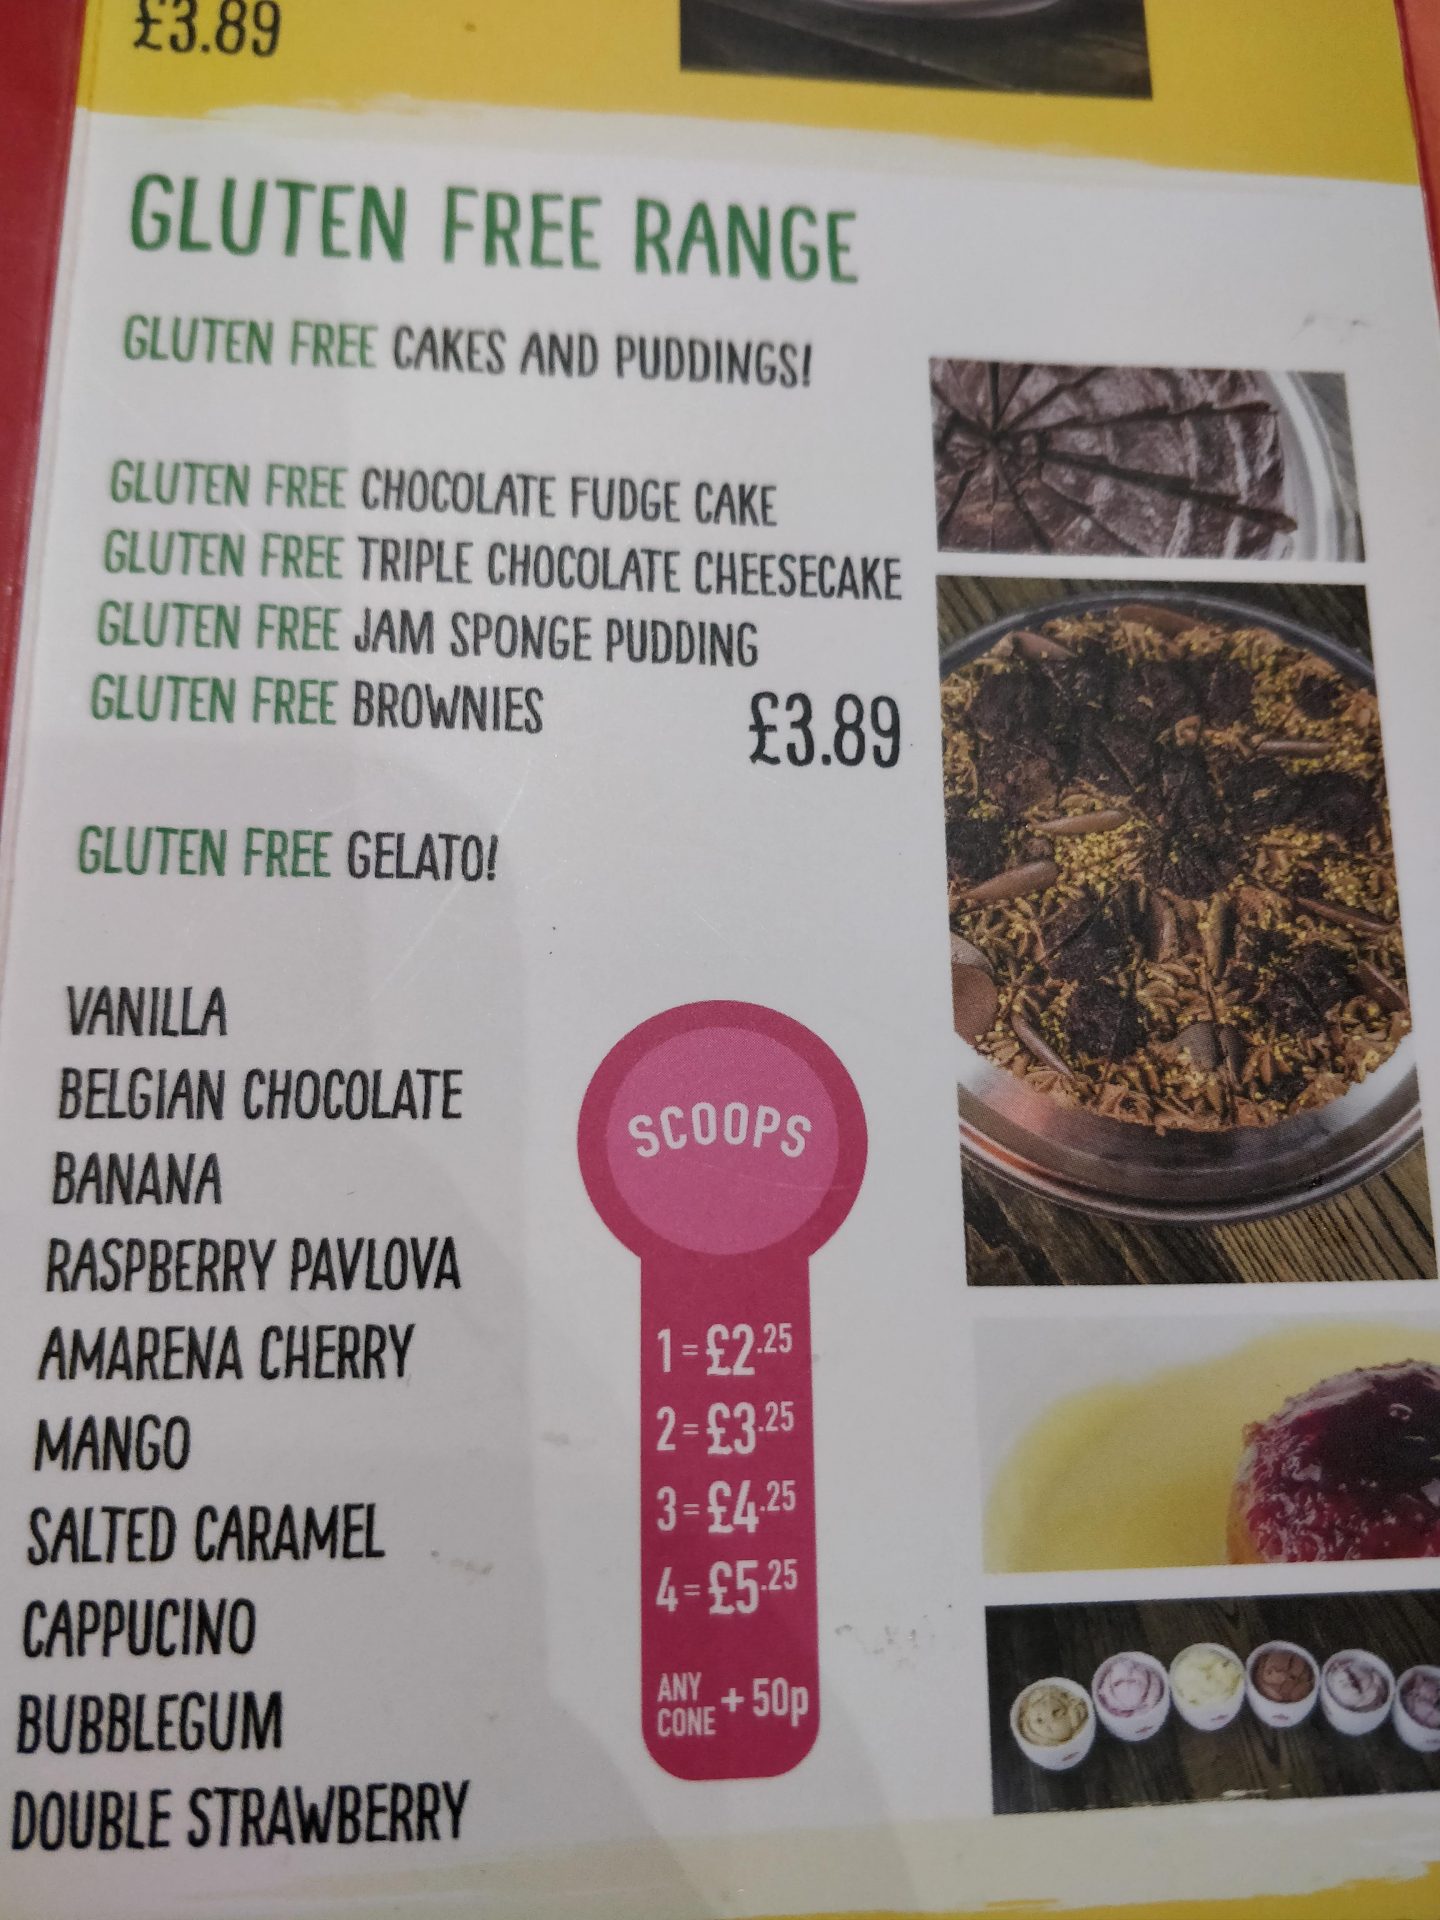 £3.89
GLUTEN FREE RANGE
GLUTEN FREE CAKES AND PUDDINGS!
GLUTEN FREE CHOCOLATE FUDGE CAKE
GLUTEN FREE TRIPLE CHOCOLATE CHEESECAKE
GLUTEN FREE JAM SPONGE PUDDING
GLUTEN FREE BROWNIES £3.89
GLUTEN FREE GELATO!
VANILLA
BELGIAN CHOCOLATE
BANANA
RASPBERRY PAVLOVA
AMARENA CHERRY
MANGO
SALTED CARAMEL
CAPPUCINO
BUBBLEGUM
DOUBLE STRAWBERRY
SCOOPS
1=£2.25
2=£3.25
3=£4.25
4=£5.25
ANY CONE + 50p